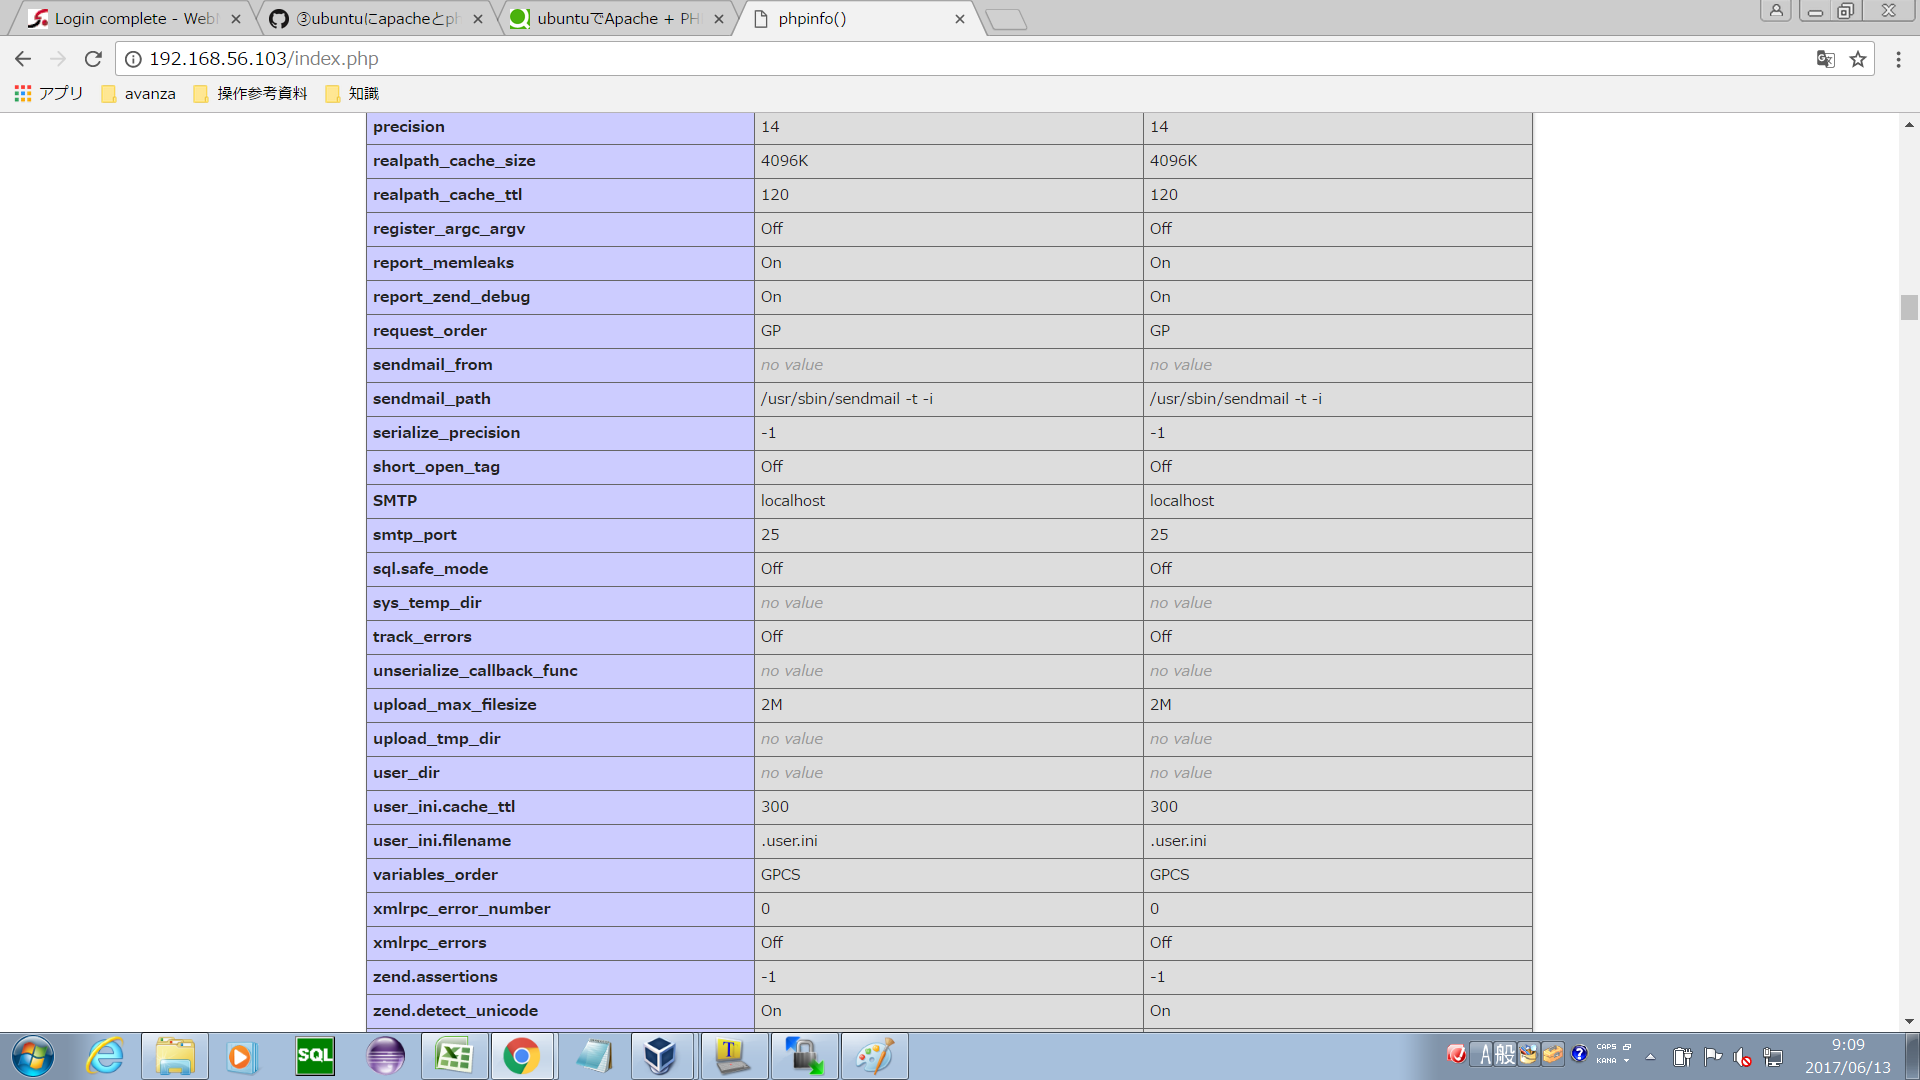 Login complete - Web
③ubuntuにapacheとph
ubuntuでApache + PH
phpinfo()
192.168.56.103/index.php
アプリ avanza 操作参考資料 知識
precision 14 14
realpath_cache_size 4096K 4096K
realpath_cache_ttl 120 120
register_argc_argv Off Off
report_memleaks On On
report_zend_debug On On
request_order GP GP
sendmail_from no value no value
sendmail_path /usr/sbin/sendmail -t -i /usr/sbin/sendmail -t -i
serialize_precision -1 -1
short_open_tag Off Off
SMTP localhost localhost
smtp_port 25 25
sql.safe_mode Off Off
sys_temp_dir no value no value
track_errors Off Off
unserialize_callback_func no value no value
upload_max_filesize 2M 2M
upload_tmp_dir no value no value
user_dir no value no value
user_ini.cache_ttl 300 300
user_ini.filename .user.ini .user.ini
variables_order GPCS GPCS
xmlrpc_error_number 0 0
xmlrpc_errors Off Off
zend.assertions -1 -1
zend.detect_unicode On On
SQL
A 般
CAPS
KANA
9:09
2017/06/13